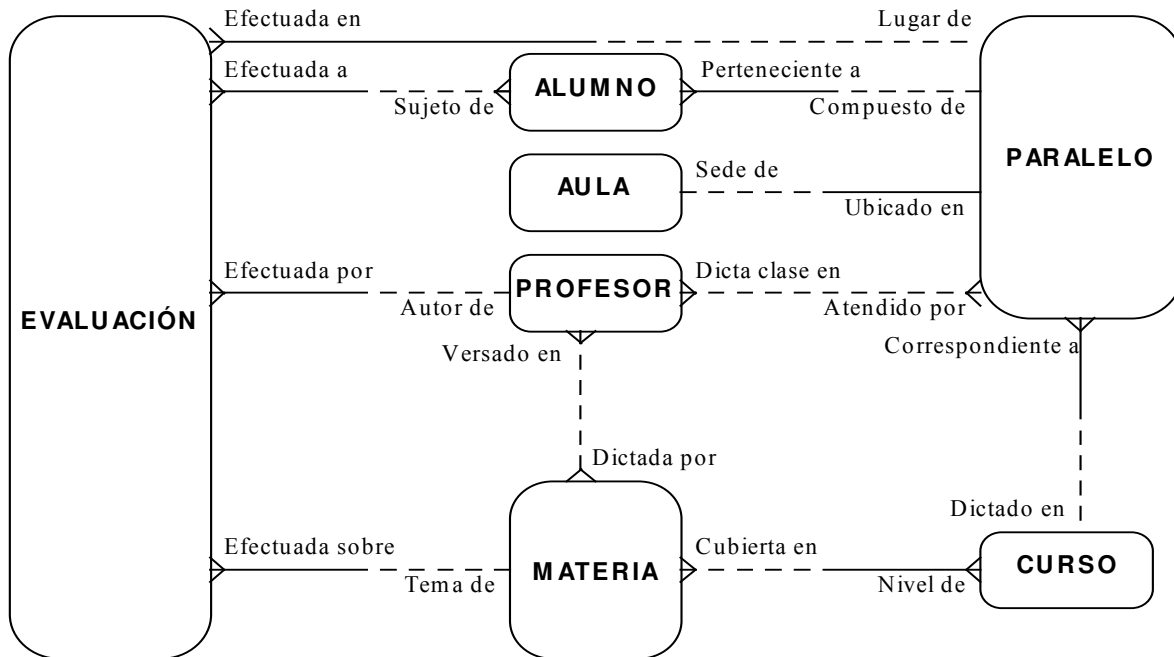 Efectuada en
Lugar de
Efectuada a
ALUMNO
Perteneciente a
Sujeto de
Compuesto de
PARALELO
AULA
Sede de
Ubicado en
Efectuada por
PROFESOR
Dicta clase en
Autor de
Atendido por
EVALUACIÓN
Versado en
Correspondiente a
Dictada por
Dictado en
Efectuada sobre
MATERIA
Cubierta en
CURSO
Tema de
Nivel de